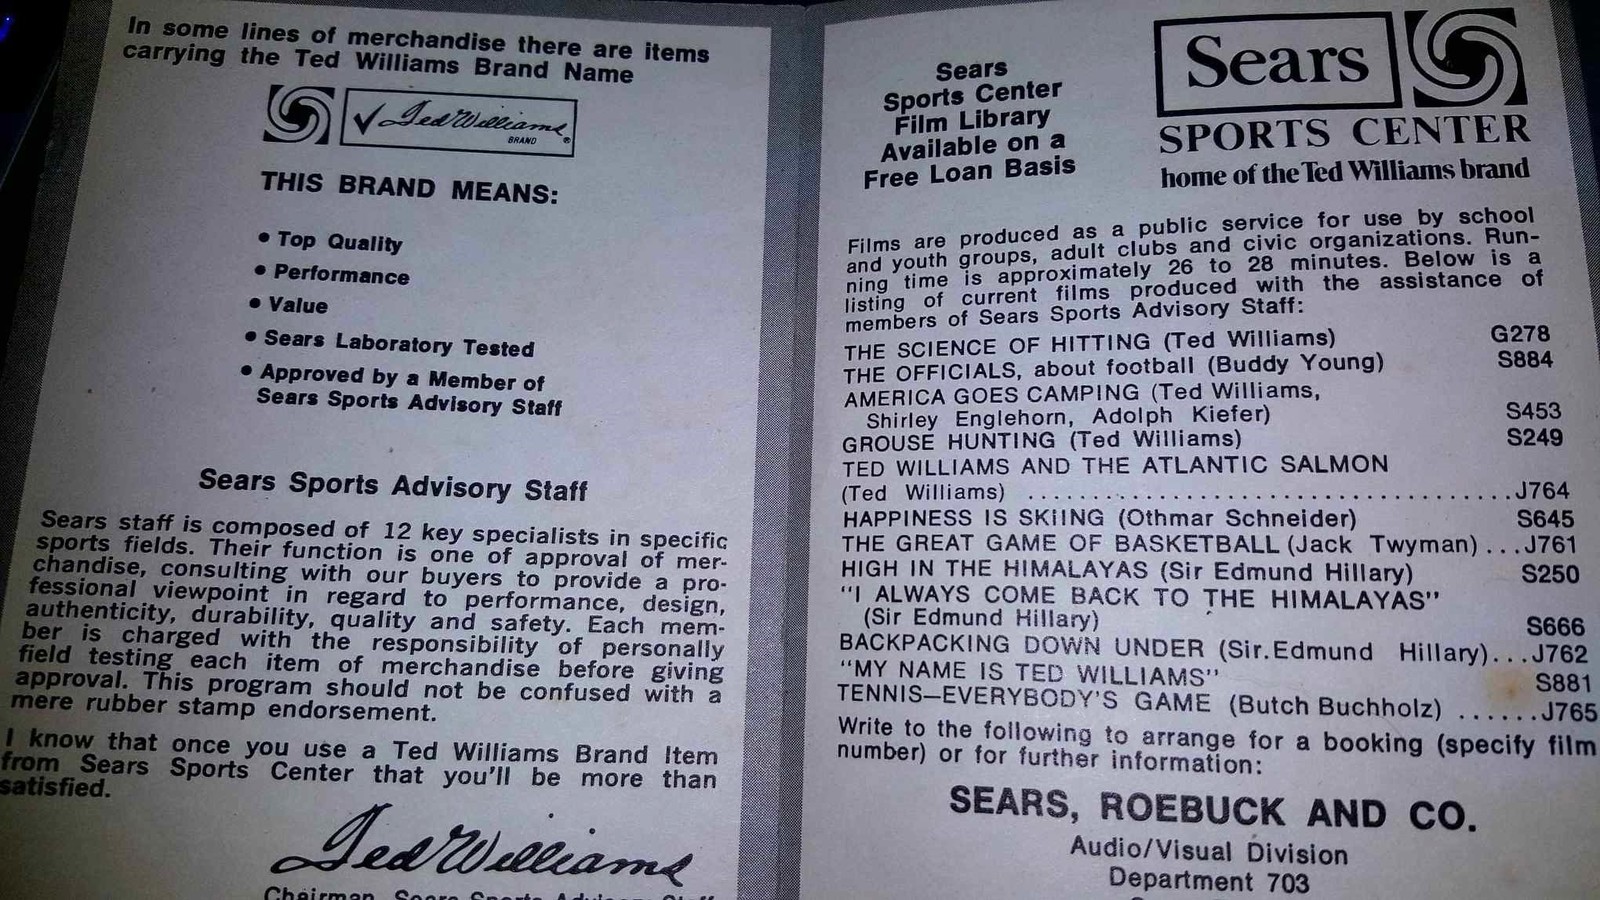 In some lines of merchandise there are items
carrying the Ted Williams Brand Name
✓ Ted Williams
BRAND ®
THIS BRAND MEANS:
• Top Quality
• Performance
• Value
• Sears Laboratory Tested
• Approved by a Member of
Sears Sports Advisory Staff
Sears Sports Advisory Staff
Sears staff is composed of 12 key specialists in specific
sports fields. Their function is one of approval of mer-
chandise, consulting with our buyers to provide a pro-
fessional viewpoint in regard to performance, design,
authenticity, durability, quality and safety. Each mem-
ber is charged with the responsibility of personally
field testing each item of merchandise before giving
approval. This program should not be confused with a
mere rubber stamp endorsement.
I know that once you use a Ted Williams Brand Item
from Sears Sports Center that you'll be more than
satisfied.
Ted Williams
Chairman, Sears Sports Advisory Staff
Sears
Sports Center
Film Library
Available on a
Free Loan Basis
Sears
SPORTS CENTER
home of the Ted Williams brand
Films are produced as a public service for use by school
and youth groups, adult clubs and civic organizations. Run-
ning time is approximately 26 to 28 minutes. Below is a
listing of current films produced with the assistance of
members of Sears Sports Advisory Staff:
THE SCIENCE OF HITTING (Ted Williams) G278
THE OFFICIALS, about football (Buddy Young) S884
AMERICA GOES CAMPING (Ted Williams,
Shirley Englehorn, Adolph Kiefer) S453
GROUSE HUNTING (Ted Williams) S249
TED WILLIAMS AND THE ATLANTIC SALMON
(Ted Williams) ........................................J764
HAPPINESS IS SKIING (Othmar Schneider) S645
THE GREAT GAME OF BASKETBALL (Jack Twyman) ...J761
HIGH IN THE HIMALAYAS (Sir Edmund Hillary) S250
"I ALWAYS COME BACK TO THE HIMALAYAS"
(Sir Edmund Hillary) S666
BACKPACKING DOWN UNDER (Sir.Edmund Hillary)...J762
"MY NAME IS TED WILLIAMS" S881
TENNIS—EVERYBODY'S GAME (Butch Buchholz) ......J765
Write to the following to arrange for a booking (specify film
number) or for further information:
SEARS, ROEBUCK AND CO.
Audio/Visual Division
Department 703